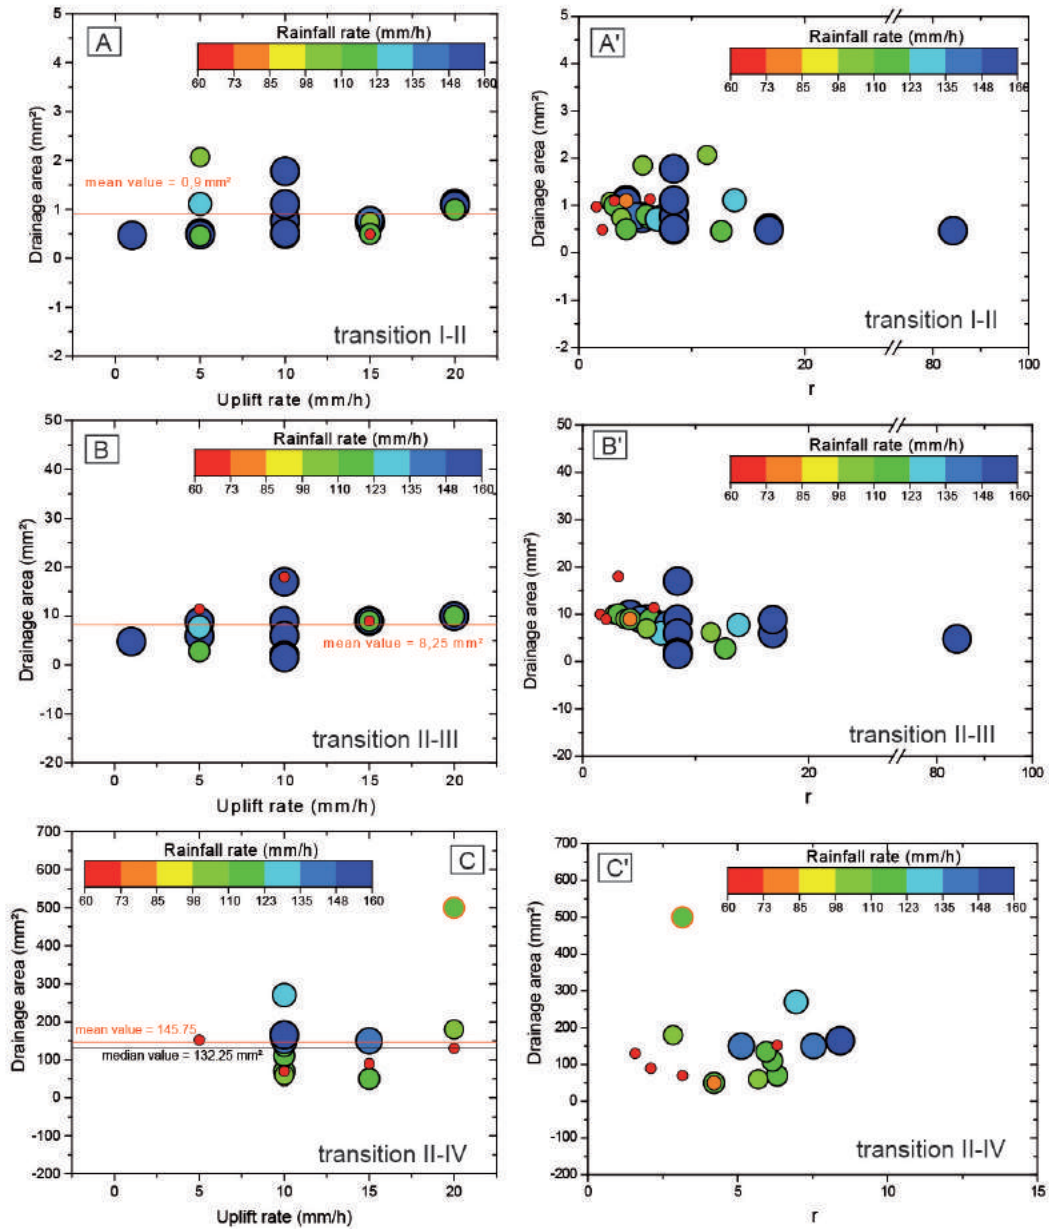 A
Rainfall rate (mm/h)
60 73 85 98 110 123 135 148 160
Drainage area (mm²)
5
4
3
2
1
0
-1
-2
mean value = 0,9 mm²
transition I-II
0 5 10 15 20
Uplift rate (mm/h)
A'
Rainfall rate (mm/h)
60 73 85 98 110 123 135 148 160
Drainage area (mm²)
5
4
3
2
1
0
-1
-2
transition I-II
0 20 80 100
r
B
Rainfall rate (mm/h)
60 73 85 98 110 123 135 148 160
Drainage area (mm²)
50
40
30
20
10
0
-10
-20
mean value = 8,25 mm²
transition II-III
0 5 10 15 20
Uplift rate (mm/h)
B'
Rainfall rate (mm/h)
60 73 85 98 110 123 135 148 160
Drainage area (mm²)
50
40
30
20
10
0
-10
-20
transition II-III
0 20 80 100
r
C
Rainfall rate (mm/h)
60 73 85 98 110 123 135 148 160
Drainage area (mm²)
700
600
500
400
300
200
100
0
-100
-200
mean value = 145.75
median value = 132.25 mm²
transition II-IV
0 5 10 15 20
Uplift rate (mm/h)
C'
Rainfall rate (mm/h)
60 73 85 98 110 123 135 148 160
Drainage area (mm²)
700
600
500
400
300
200
100
0
-100
-200
transition II-IV
0 5 10 15
r